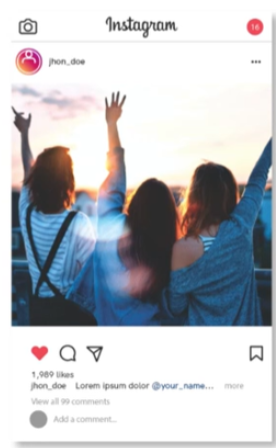 Instagram
16
jhon_doe
1,989 likes
jhon_doe Lorem ipsum dolor @your_name... more
View all 99 comments
Add a comment...